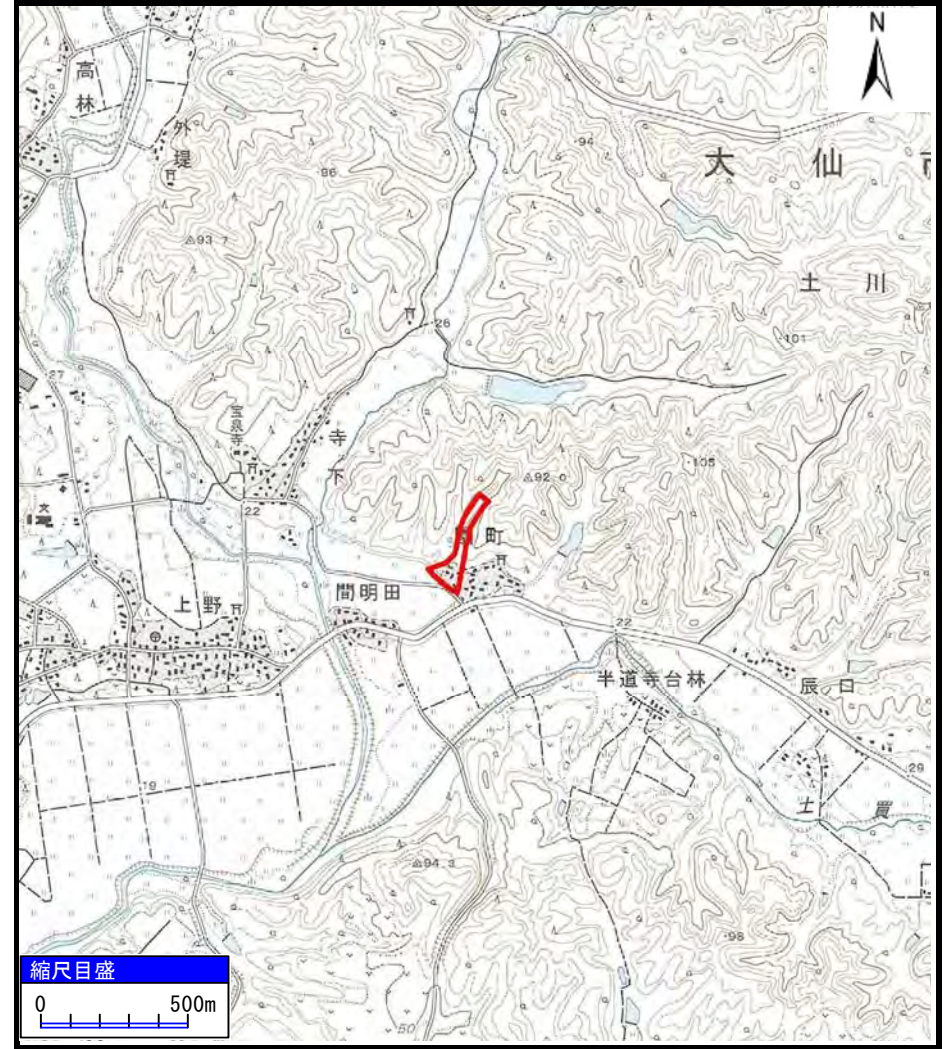 N
高林
外堤
・94
大仙
・96
△93.7
土川
26
・101
27
宝泉寺
寺下
・105
△92.0
22
町
間明田
上野
22
半道寺台林
辰ノ口
29
19
土買
△94.3
・98
縮尺目盛
0 500m
50